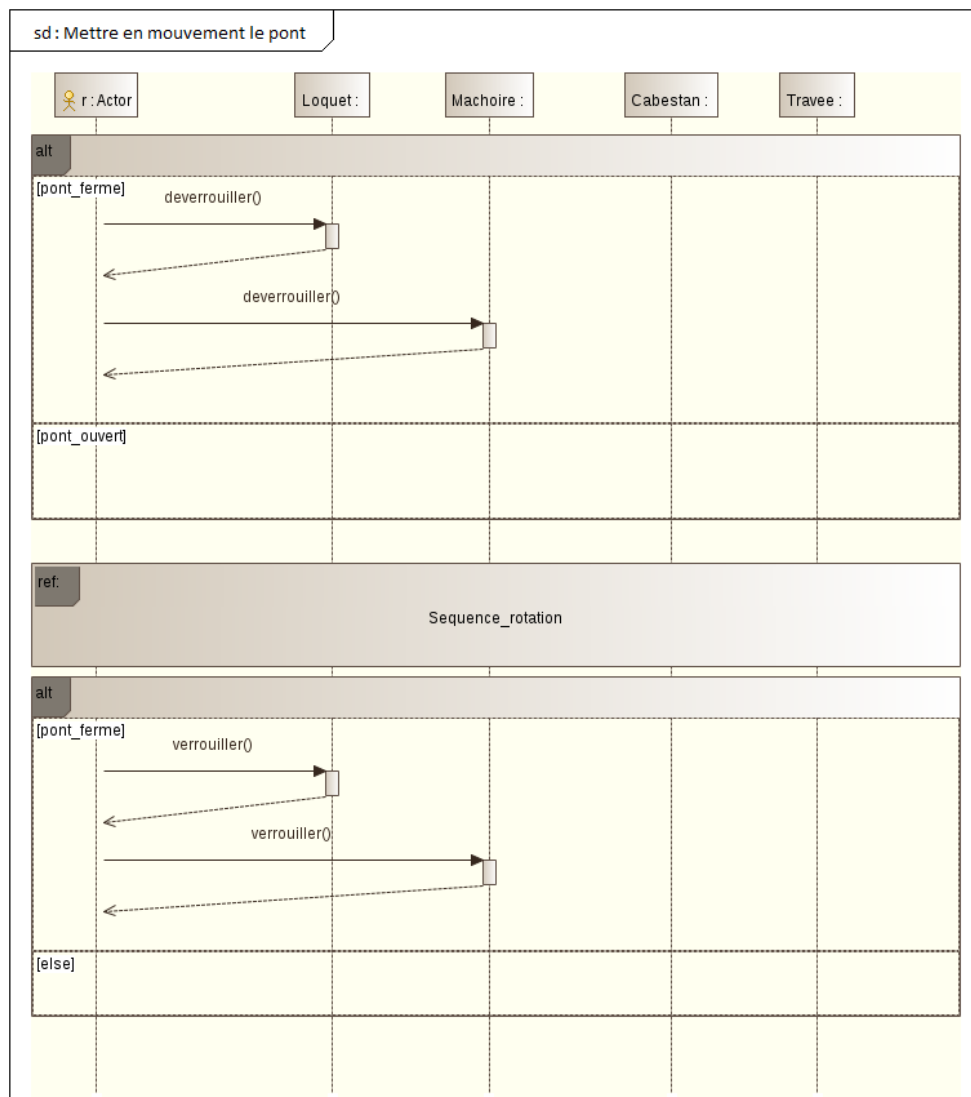 sd : Mettre en mouvement le pont
r : Actor
Loquet :
Machoire :
Cabestan :
Travee :
alt
[pont_ferme]
deverrouiller()
deverrouiller()
[pont_ouvert]
ref:
Sequence_rotation
alt
[pont_ferme]
verrouiller()
verrouiller()
[else]